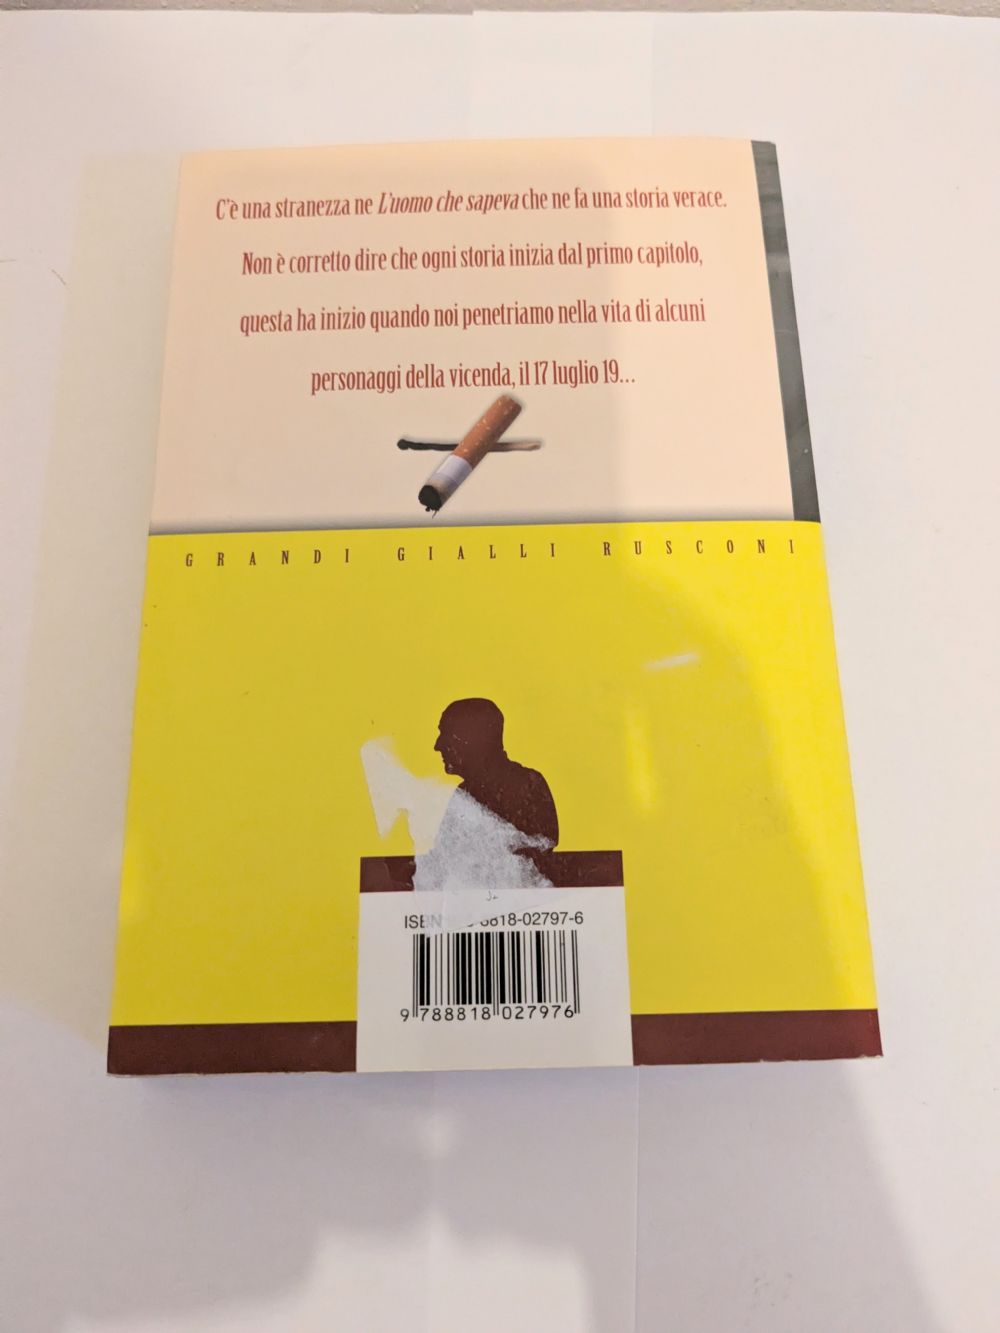 C'è una stranezza ne L'uomo che sapeva che ne fa una storia verace.
Non è corretto dire che ogni storia inizia dal primo capitolo,
questa ha inizio quando noi penetriamo nella vita di alcuni
personaggi della vicenda, il 17 luglio 19...
GRANDI GIALLI RUSCONI
ISBN 8818-02797-6
9 788818 027976